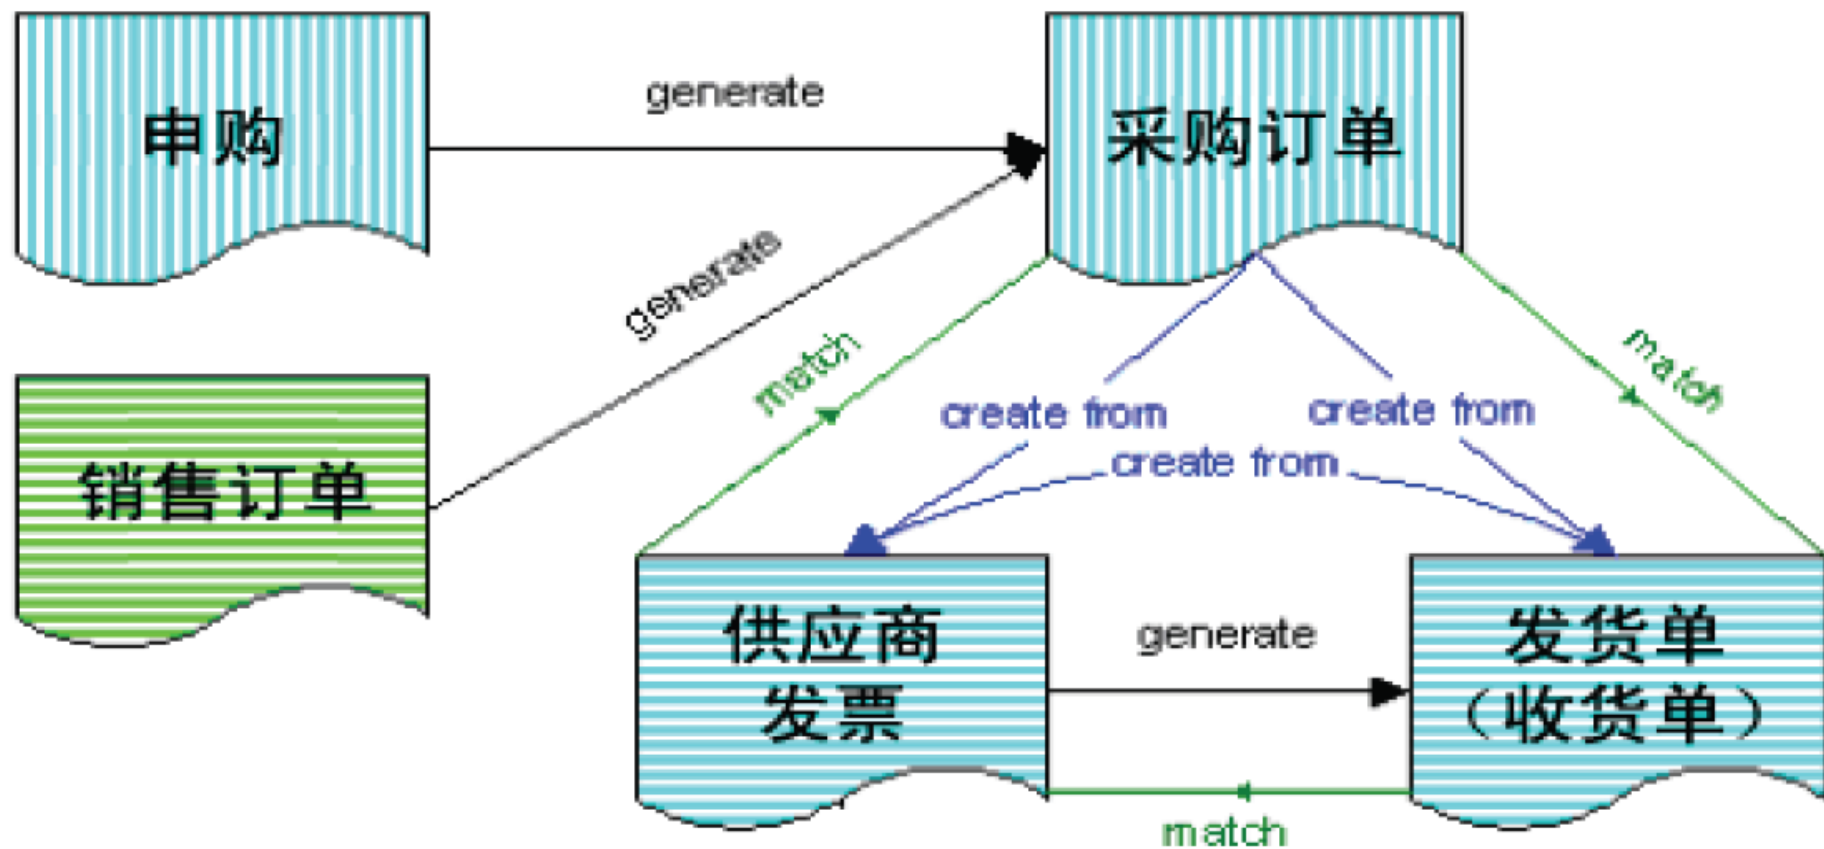 申购
generate
采购订单
generate
match
match
create from
create from
create from
销售订单
供应商
发票
generate
发货单
（收货单）
match